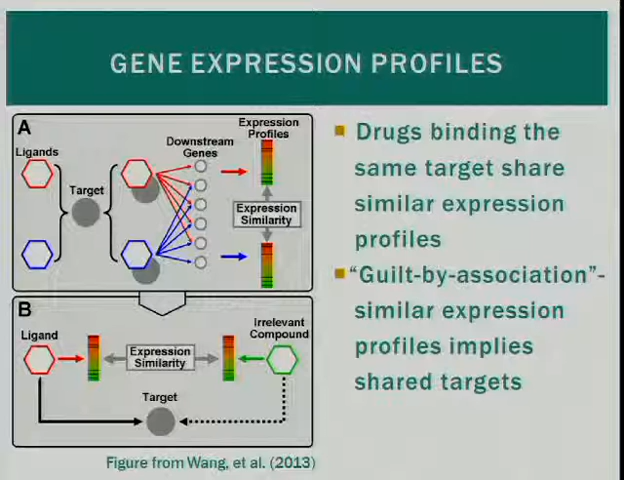 GENE EXPRESSION PROFILES
A
Ligands
Target
Downstream
Genes
Expression
Profiles
Expression
Similarity
B
Ligand
Expression
Similarity
Irrelevant
Compound
Target
Figure from Wang, et al. (2013)
Drugs binding the
same target share
similar expression
profiles
“Guilt-by-association”-
similar expression
profiles implies
shared targets